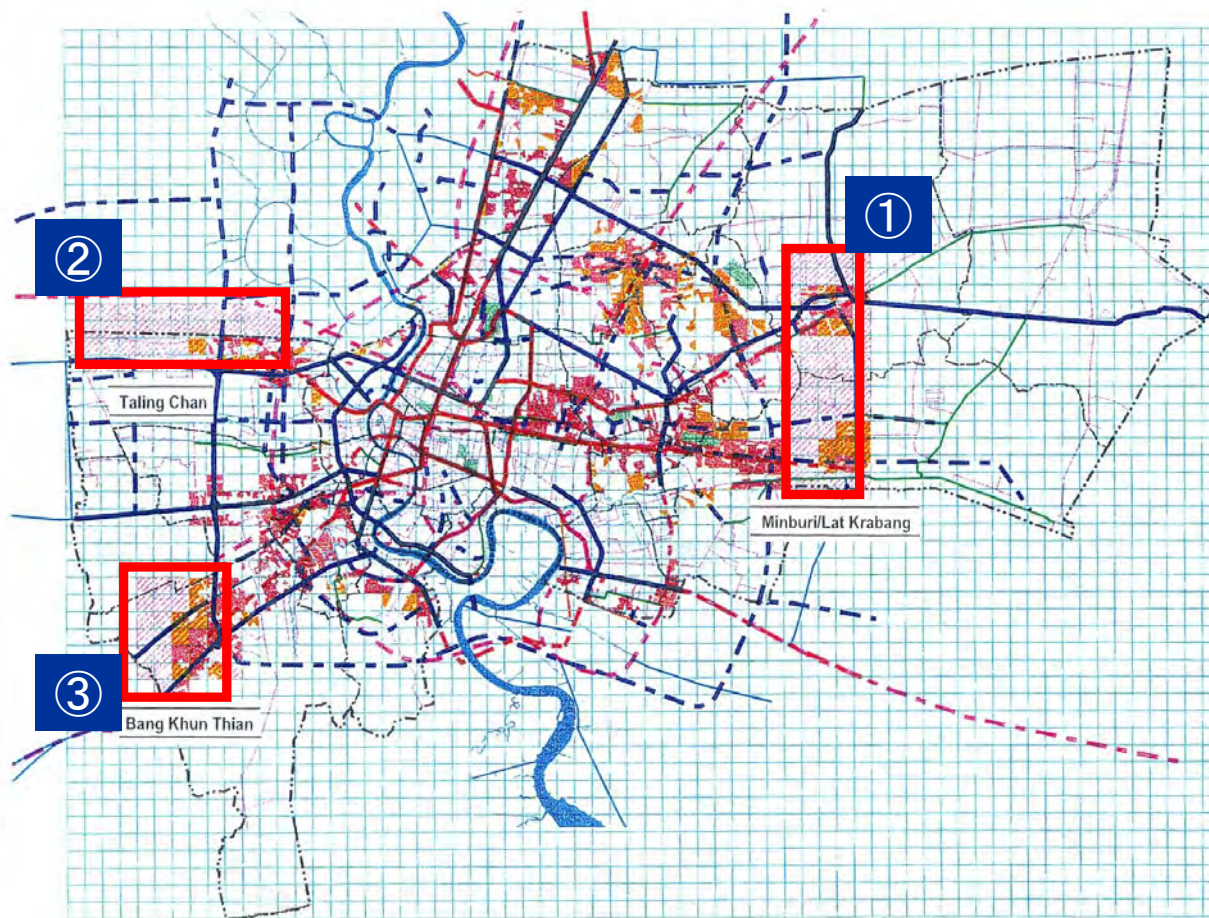 ①
②
Taling Chan
Minburi/Lat Krabang
③
Bang Khun Thian